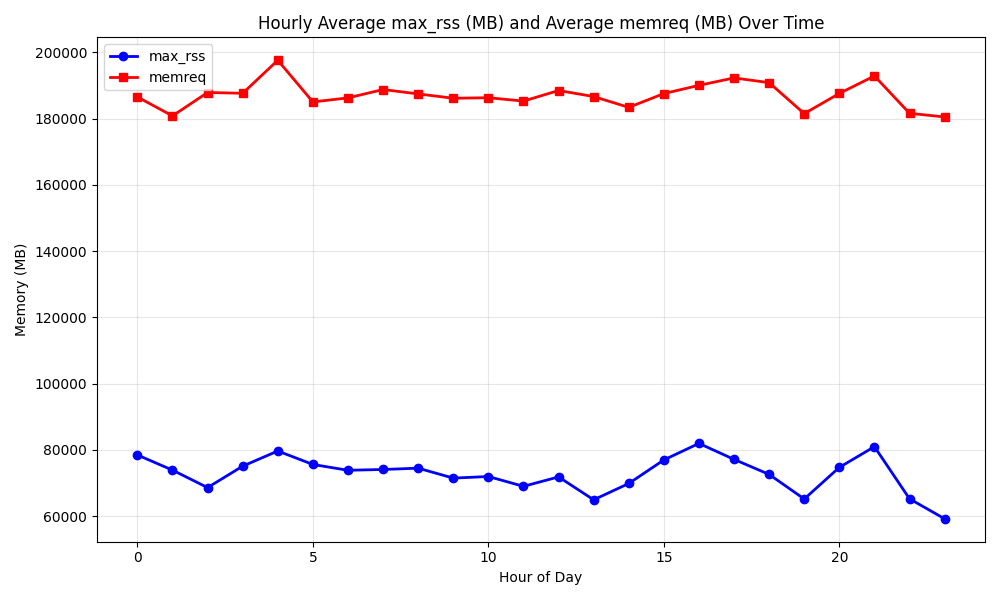 Hourly Average max_rss (MB) and Average memreq (MB) Over Time
max_rss
memreq
200000
180000
160000
140000
120000
100000
80000
60000
Memory (MB)
0 5 10 15 20
Hour of Day